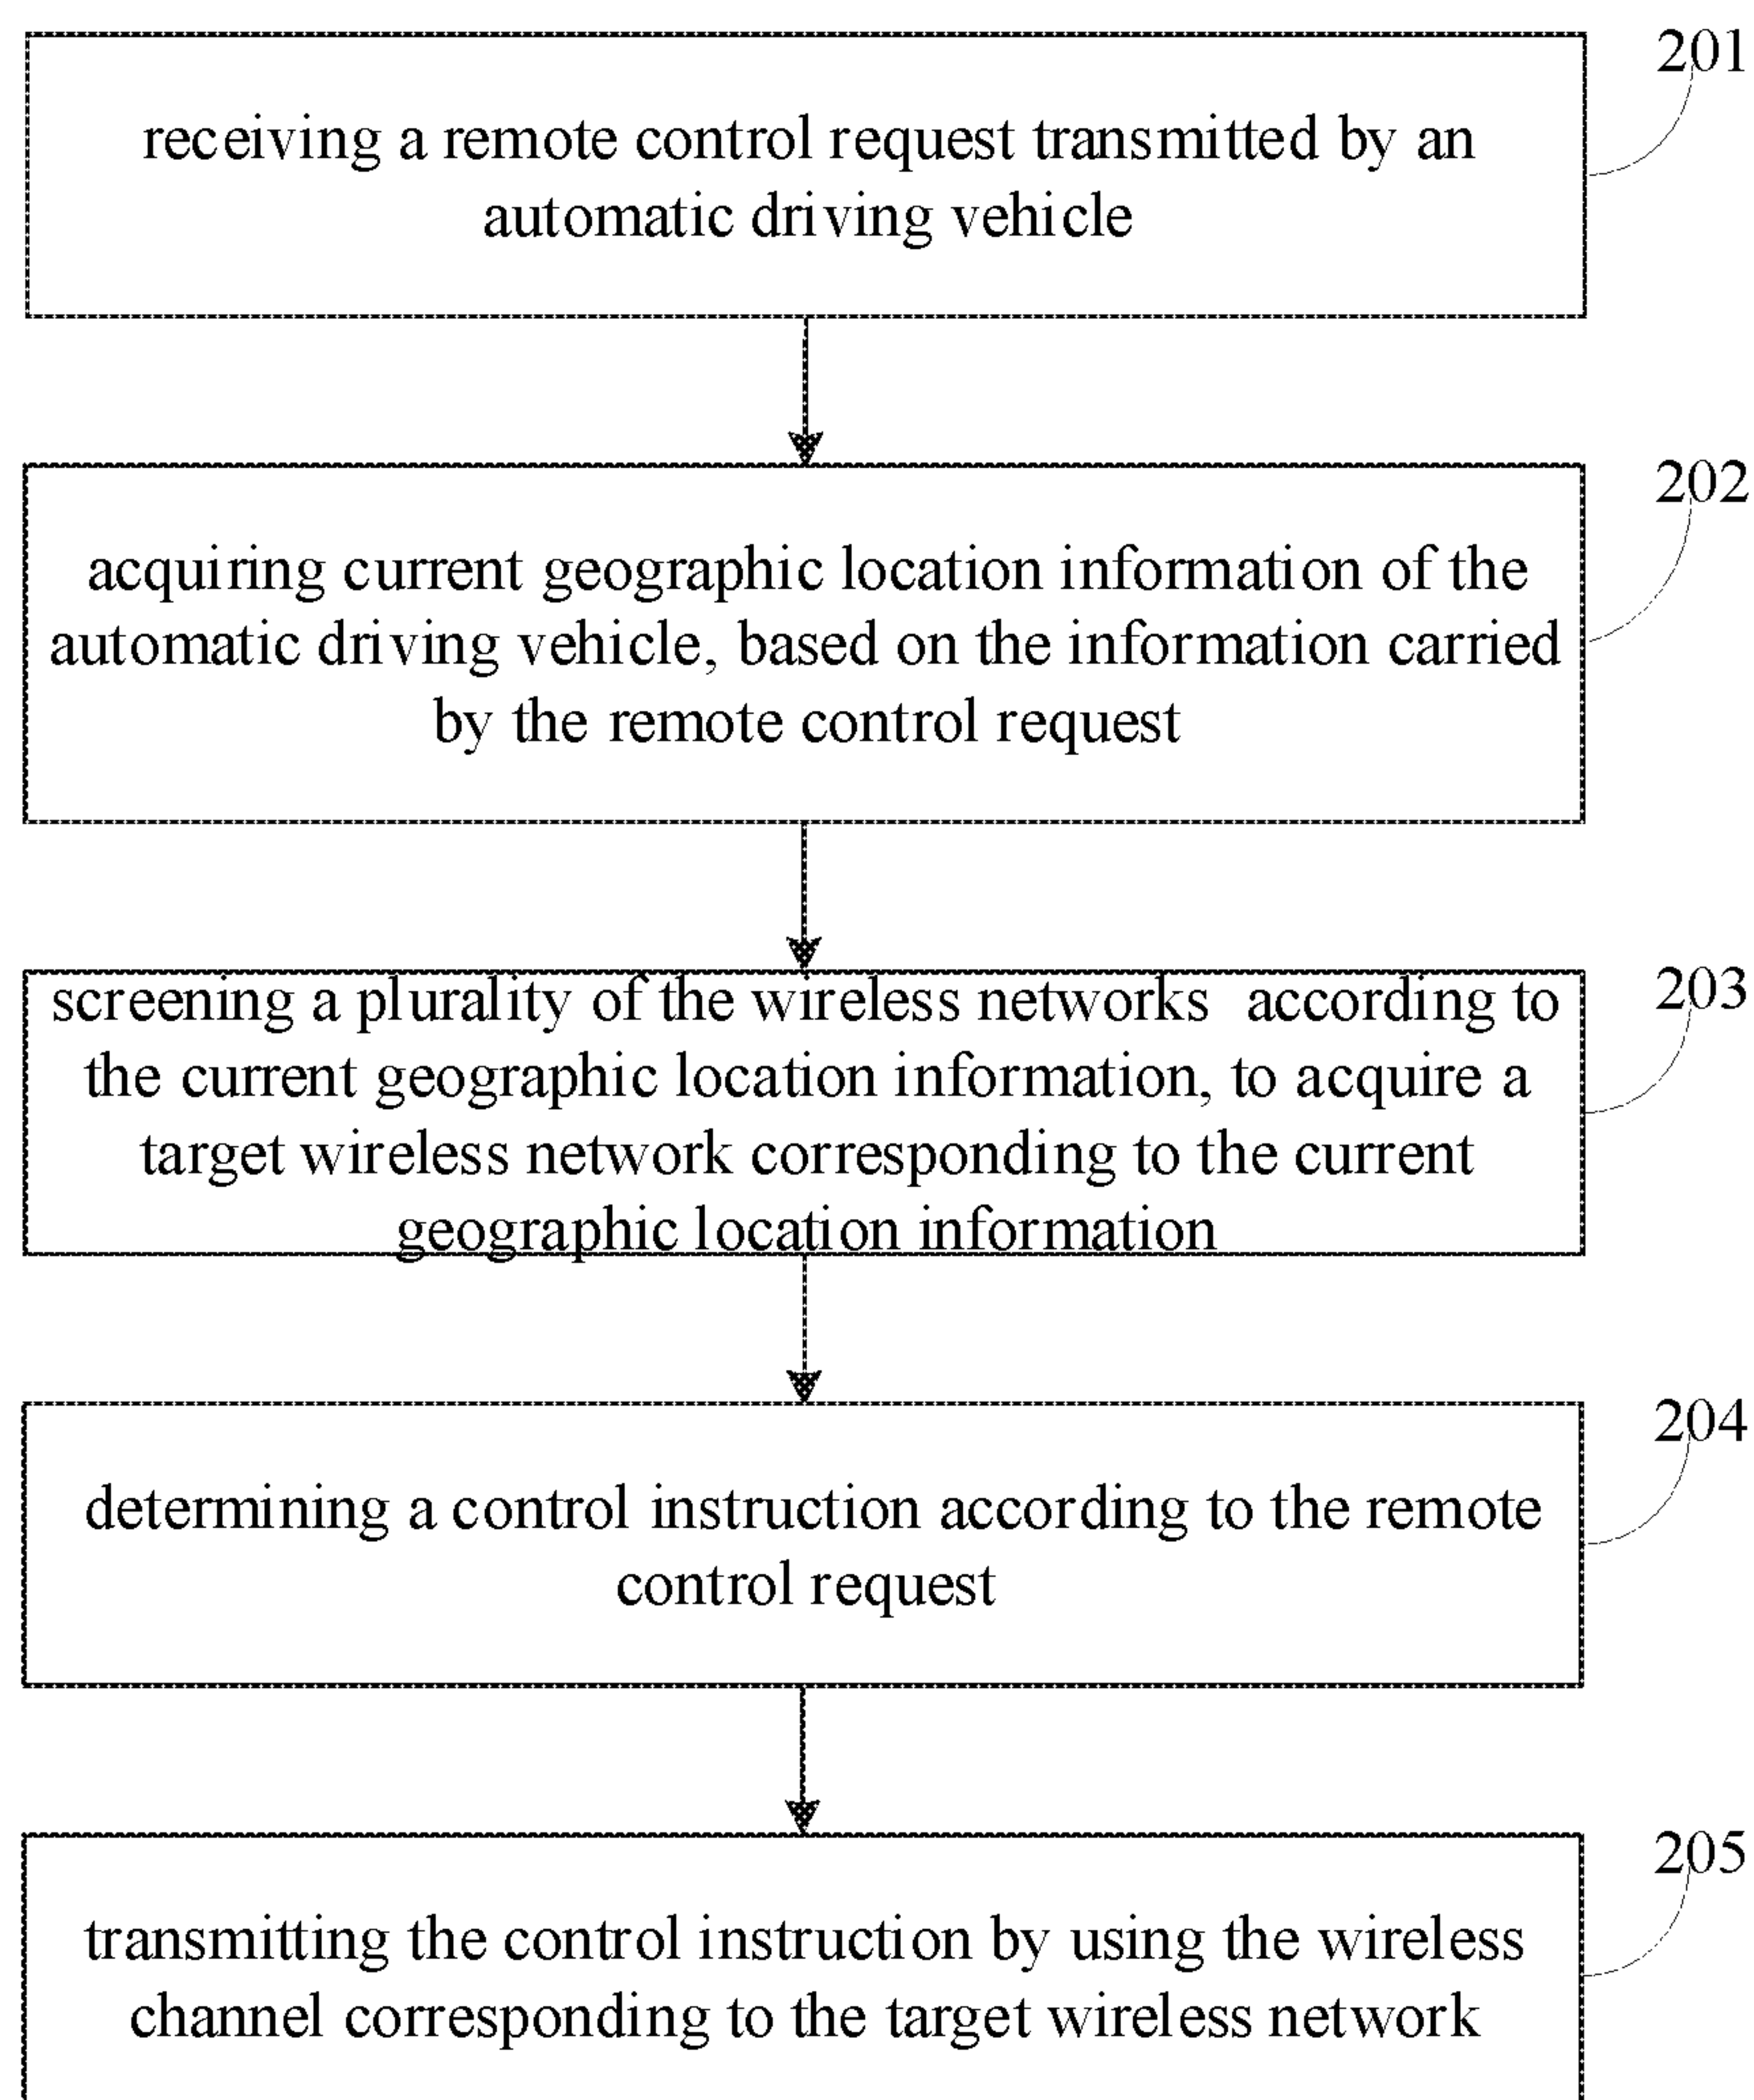 201
receiving a remote control request transmitted by an
automatic driving vehicle
202
acquiring current geographic location information of the
automatic driving vehicle, based on the information carried
by the remote control request
203
screening a plurality of the wireless networks according to
the current geographic location information, to acquire a
target wireless network corresponding to the current
geographic location information
204
determining a control instruction according to the remote
control request
205
transmitting the control instruction by using the wireless
channel corresponding to the target wireless network